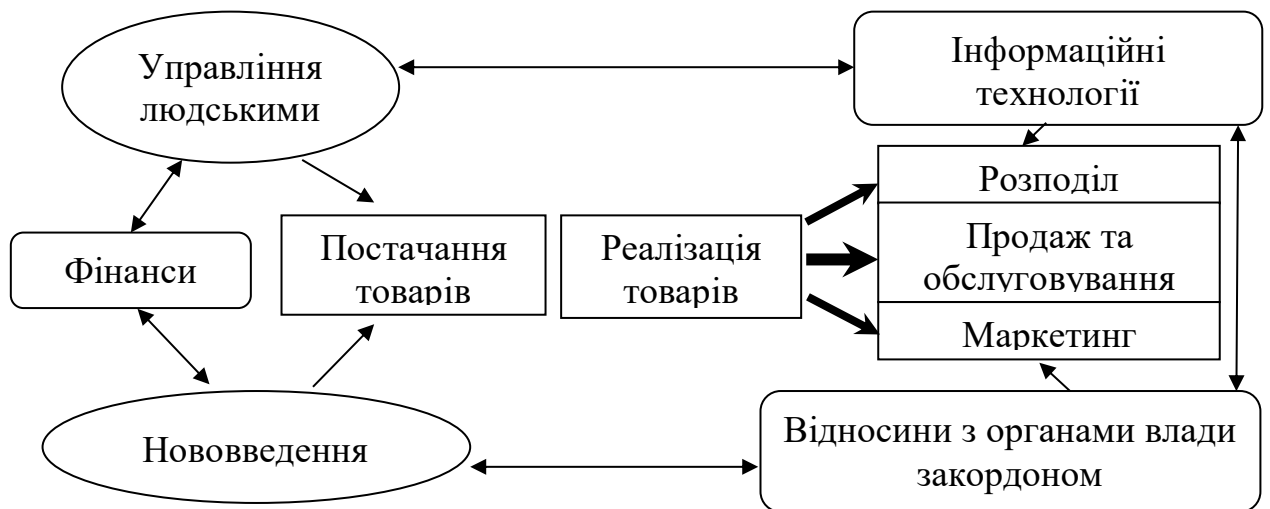 Управління
людськими
Інформаційні
технології
Розподіл
Фінанси
Постачання
товарів
Реалізація
товарів
Продаж та
обслуговування
Маркетинг
Нововведення
Відносини з органами влади
закордоном